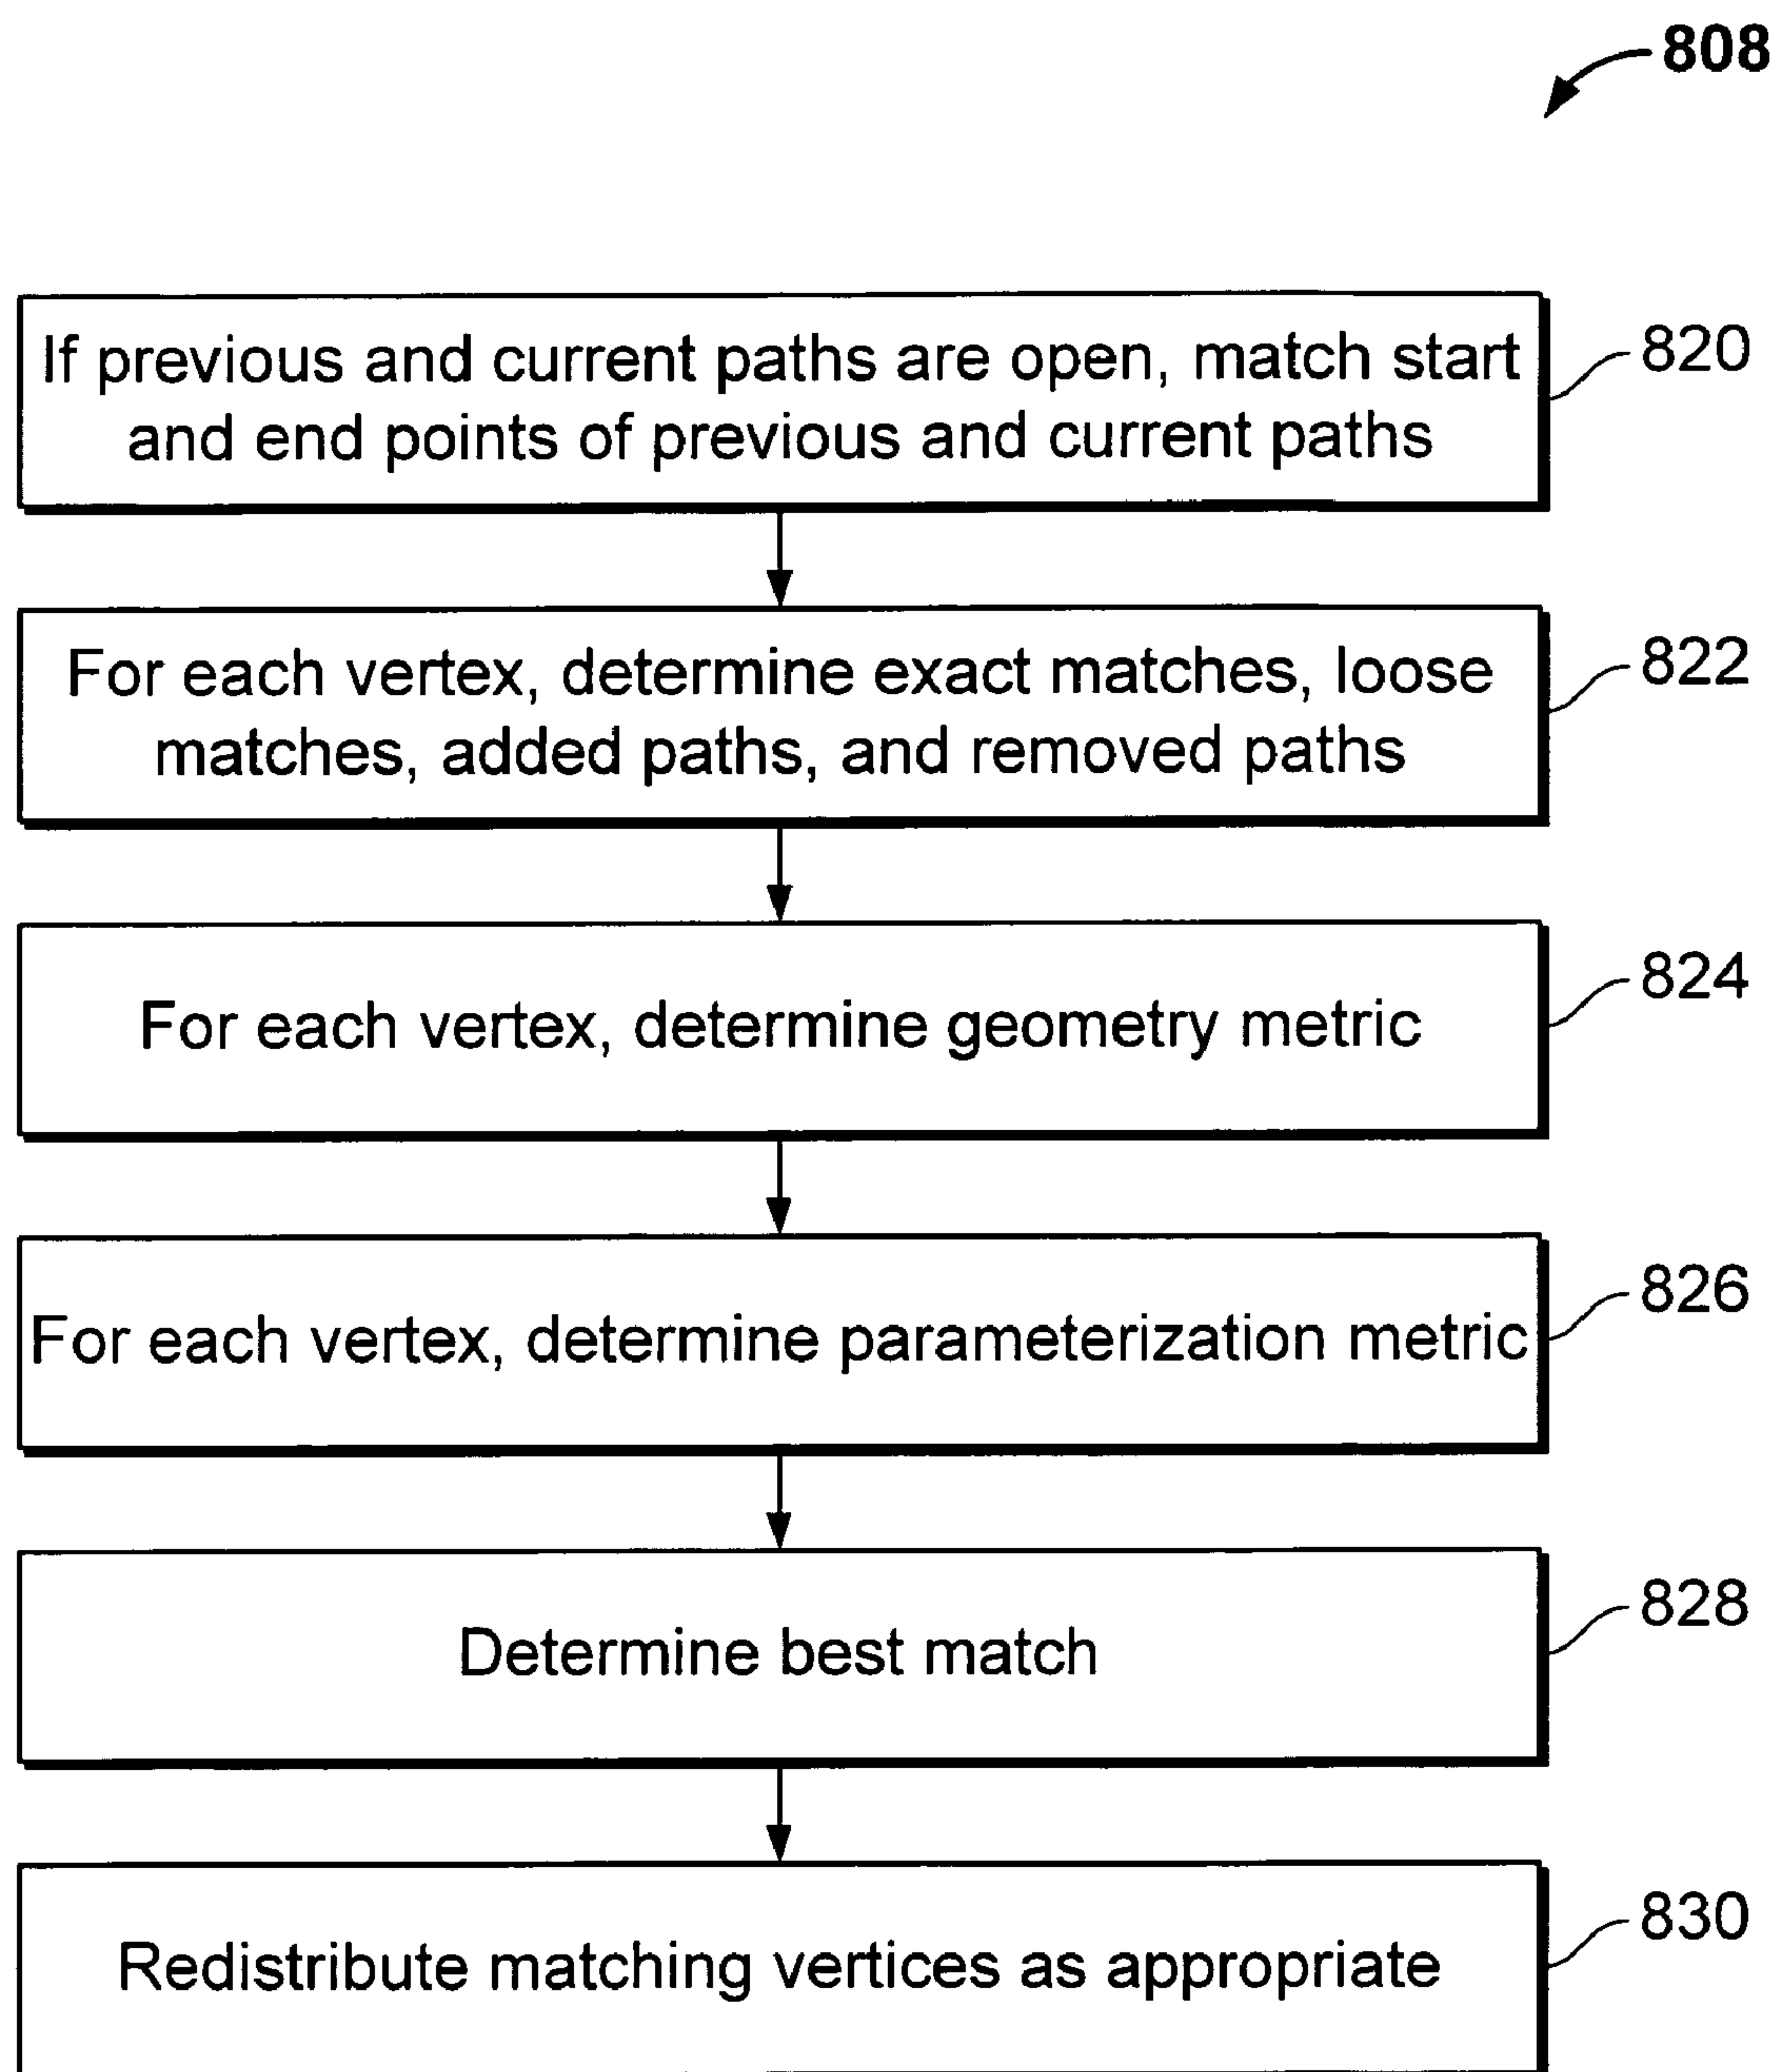 808
If previous and current paths are open, match start
and end points of previous and current paths
820
For each vertex, determine exact matches, loose
matches, added paths, and removed paths
822
For each vertex, determine geometry metric
824
For each vertex, determine parameterization metric
826
Determine best match
828
Redistribute matching vertices as appropriate
830